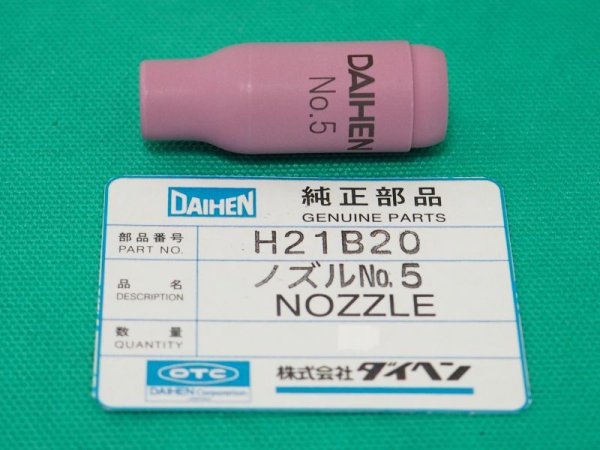 DAIHEN
No.5
DAIHEN 純正部品
GENUINE PARTS
部品番号 H21B20
PART NO.
品 名 ノズルNo.5
DESCRIPTION NOZZLE
数 量
QUANTITY
OTC 株式会社 ダイヘン
DAIHEN Corporation